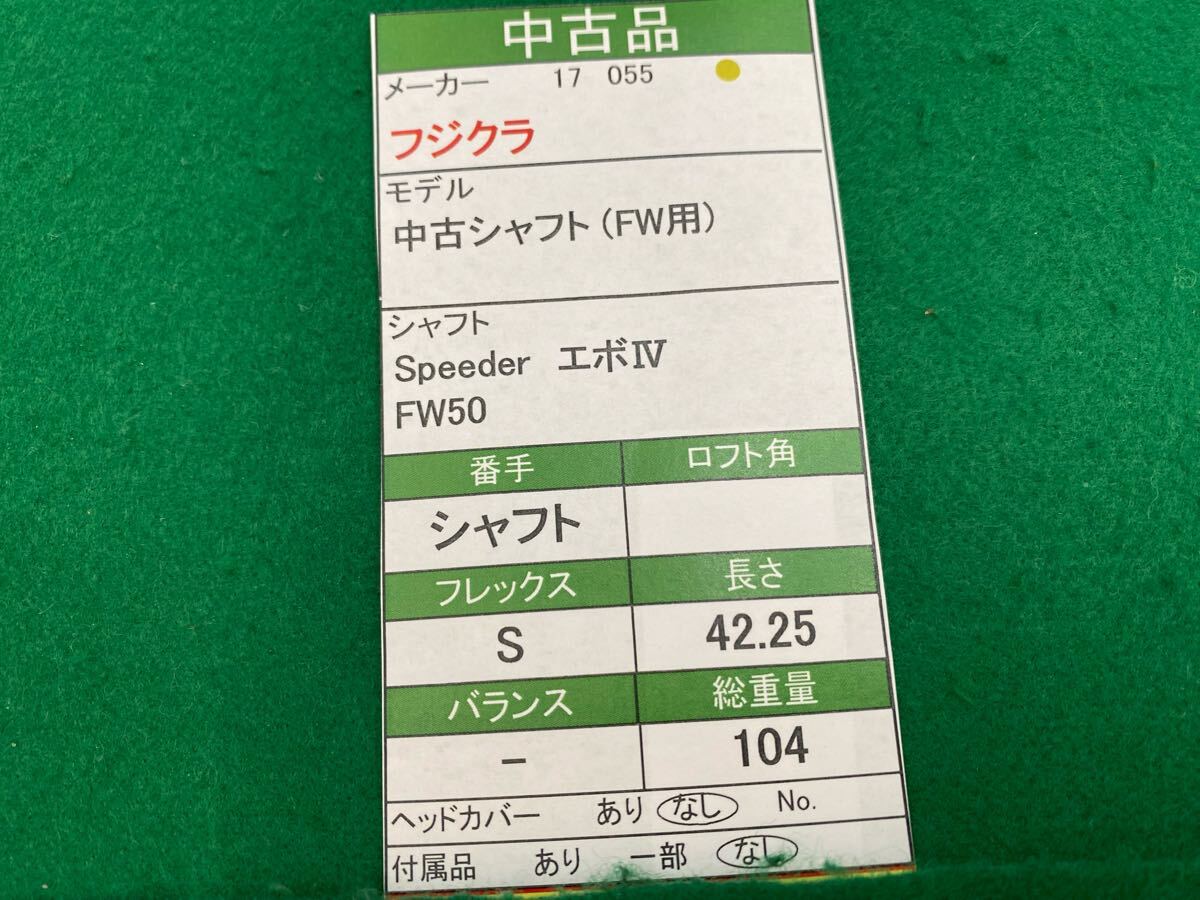 中古品
メーカー 17 055
フジクラ
モデル
中古シャフト(FW用)
シャフト
Speeder エボⅣ
FW50
番手 ロフト角
シャフト
フレックス 長さ
S 42.25
バランス 総重量
- 104
ヘッドカバー あり なし No.
付属品 あり 一部 なし